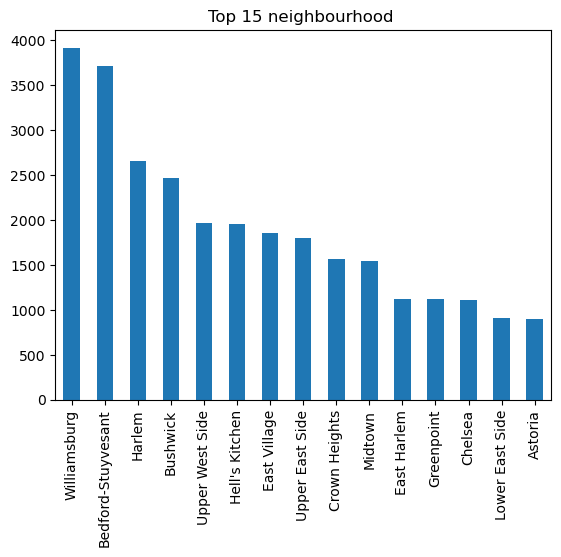 Top 15 neighbourhood
4000
3500
3000
2500
2000
1500
1000
500
0
Williamsburg
Bedford-Stuyvesant
Harlem
Bushwick
Upper West Side
Hell's Kitchen
East Village
Upper East Side
Crown Heights
Midtown
East Harlem
Greenpoint
Chelsea
Lower East Side
Astoria